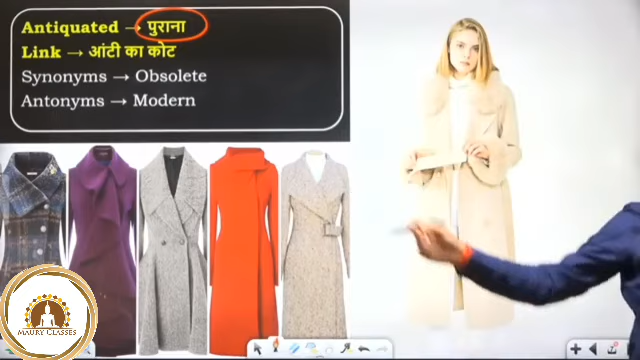 Antiquated → पुराना
Link → आंटी का कोट
Synonyms → Obsolete
Antonyms → Modern
MAURY CLASSES